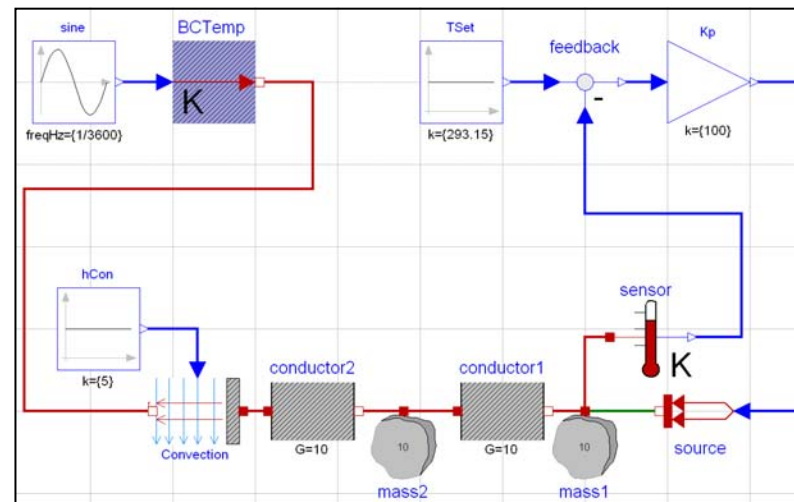 sine
BCTemp
TSet
feedback
Kp
K
-
freqHz={1/3600}
k={293.15}
k={100}
hCon
sensor
k={5}
conductor2
conductor1
K
Convection
G=10
10
G=10
10
source
mass2
mass1